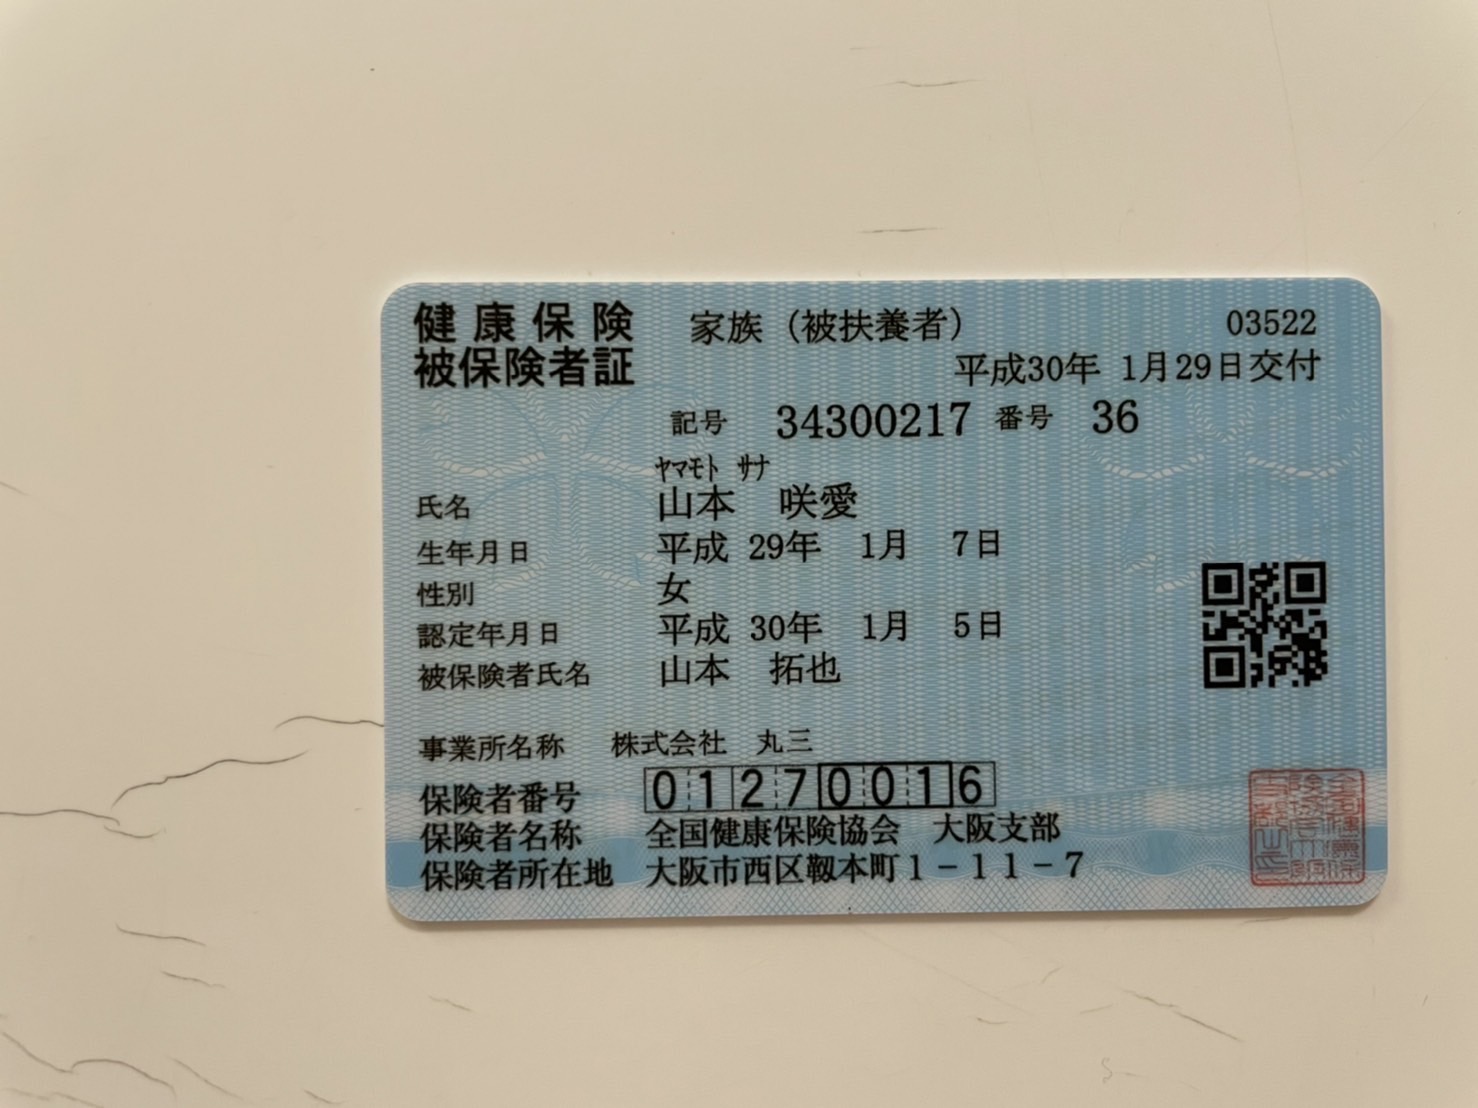 健康保険 家族（被扶養者） 03522
被保険者証 平成30年 1月29日交付
記号 34300217 番号 36
ﾔﾏﾓﾄ ｻﾅ
氏名 山本 咲愛
生年月日 平成 29年 1月 7日
性別 女
認定年月日 平成 30年 1月 5日
被保険者氏名 山本 拓也
事業所名称 株式会社 丸三
保険者番号 01270016
保険者名称 全国健康保険協会 大阪支部
保険者所在地 大阪市西区靱本町1-11-7